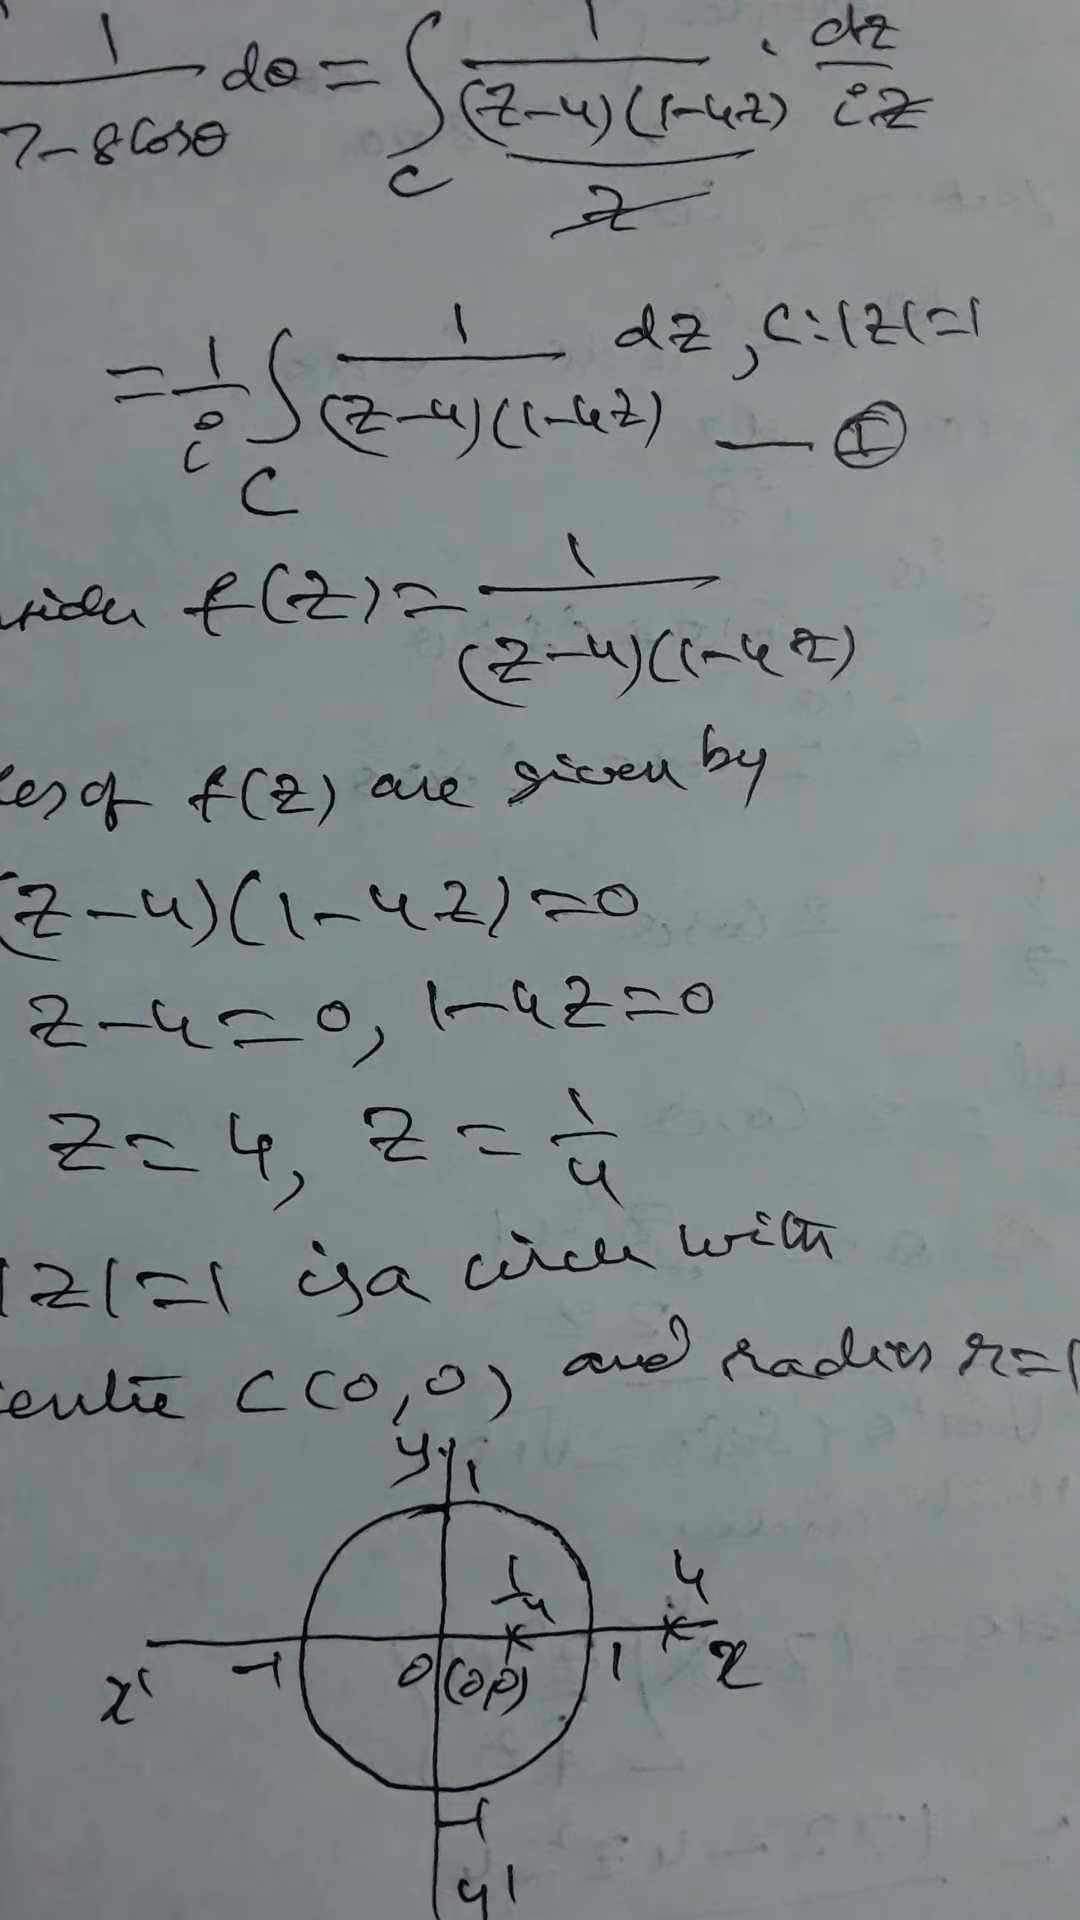 1/(7-8cosθ) dθ = ∫_C 1/((z-4)(1-4z)/z) · dz/iz
= 1/i ∫_C 1/((z-4)(1-4z)) dz, C:|z|=1 — (I)
f(z) = 1/((z-4)(1-4z))
of f(z) are given by
(z-4)(1-4z)=0
z-4=0, 1-4z=0
z=4, z=1/4
|z|=1 is a circle with
C(0,0) and radius r=1
y 1
1/4 4
x' -1 0 (0,0) 1 x
-1
y'